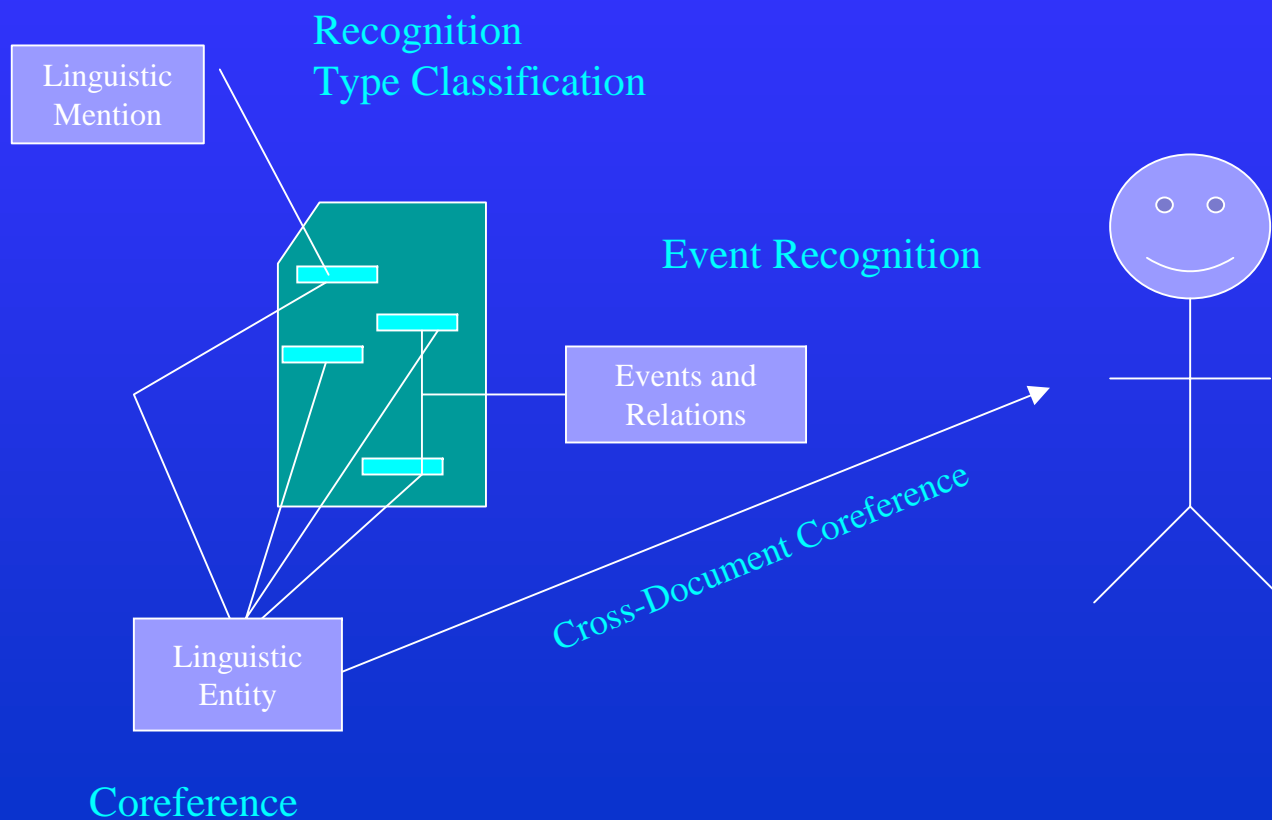 Recognition
Type Classification
Linguistic
Mention
Event Recognition
Events and
Relations
Cross-Document Coreference
Linguistic
Entity
Coreference